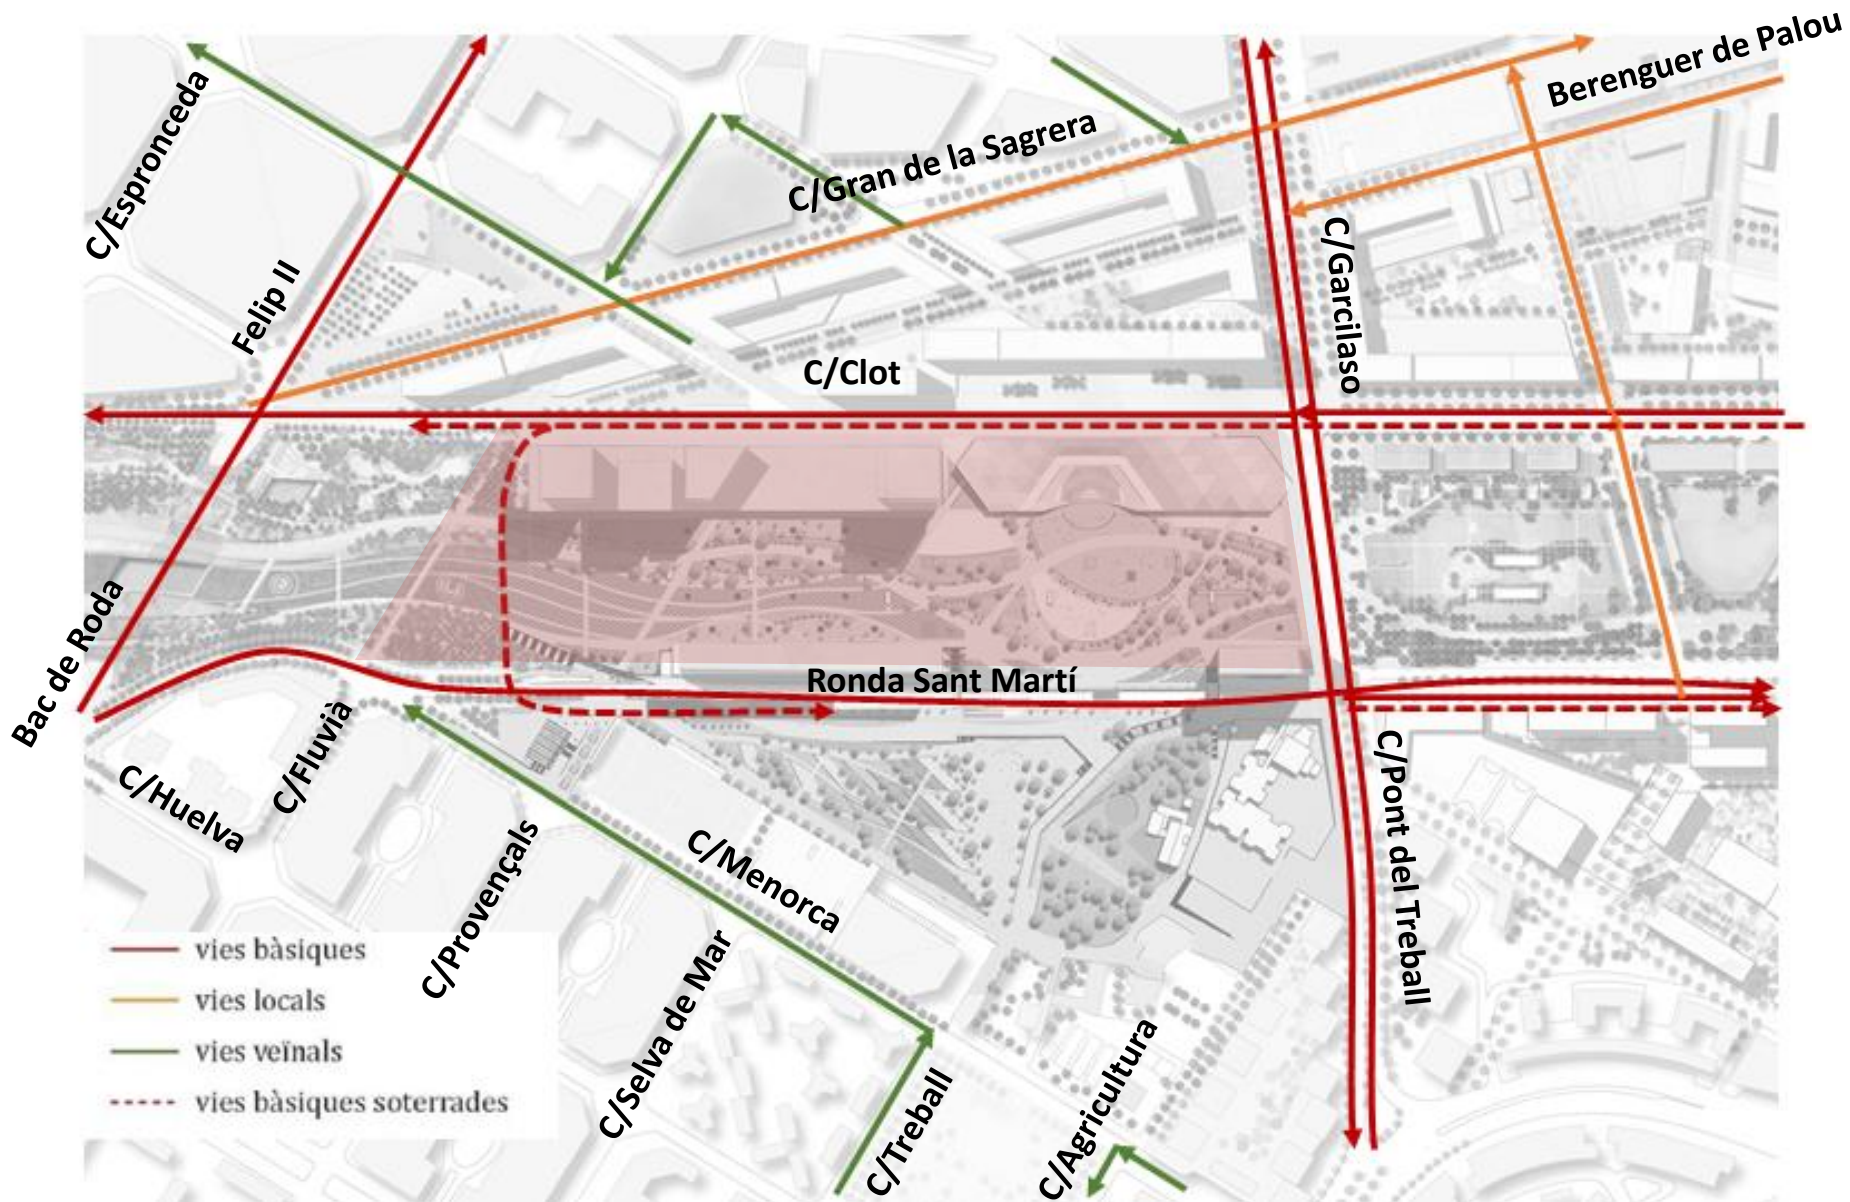 Berenguer de Palou
C/Espronceda
C/Gran de la Sagrera
Felip II
C/Garcilaso
C/Clot
Bac de Roda
Ronda Sant Martí
C/Fluvià
C/Huelva
C/Provençals
C/Menorca
C/Pont del Treball
C/Selva de Mar
C/Treball
C/Agricultura
vies bàsiques
vies locals
vies veïnals
vies bàsiques soterrades